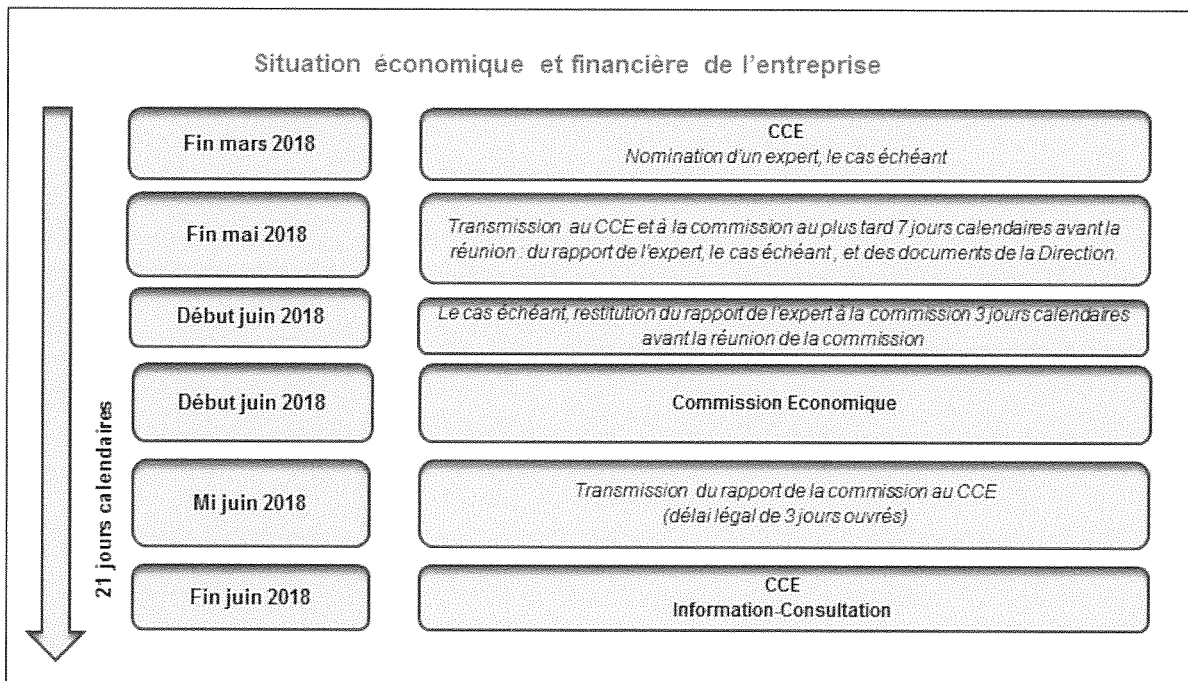 Situation économique et financière de l'entreprise
Fin mars 2018
CCE
Nomination d'un expert, le cas échéant
Fin mai 2018
Transmission au CCE et à la commission au plus tard 7 jours calendaires avant la
réunion : du rapport de l'expert, le cas échéant, et des documents de la Direction.
Début juin 2018
Le cas échéant, restitution du rapport de l'expert à la commission 3 jours calendaires
avant la réunion de la commission
Début juin 2018
Commission Economique
Mi juin 2018
Transmission du rapport de la commission au CCE
(délai légal de 3 jours ouvrés)
Fin juin 2018
CCE
Information-Consultation
21 jours calendaires